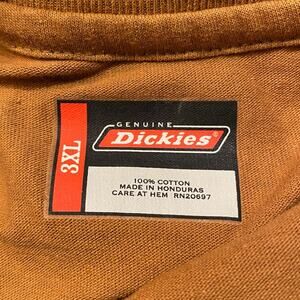 GENUINE
Dickies®
3XL
100% COTTON
MADE IN HONDURAS
CARE AT HEM RN20697